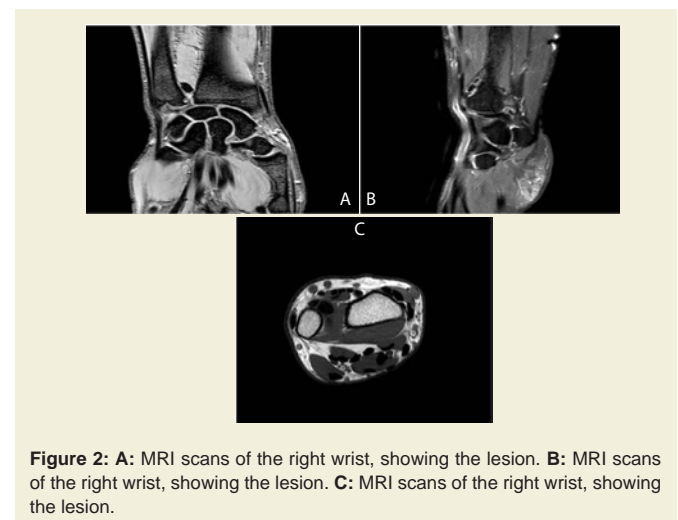 A B
C
Figure 2: A: MRI scans of the right wrist, showing the lesion. B: MRI scans
of the right wrist, showing the lesion. C: MRI scans of the right wrist, showing
the lesion.